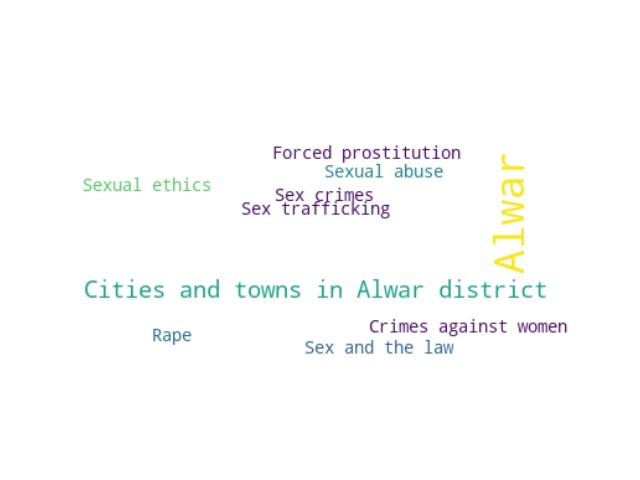 Forced prostitution
Sexual abuse
Sexual ethics
Sex crimes
Sex trafficking
Alwar
Cities and towns in Alwar district
Crimes against women
Rape
Sex and the law